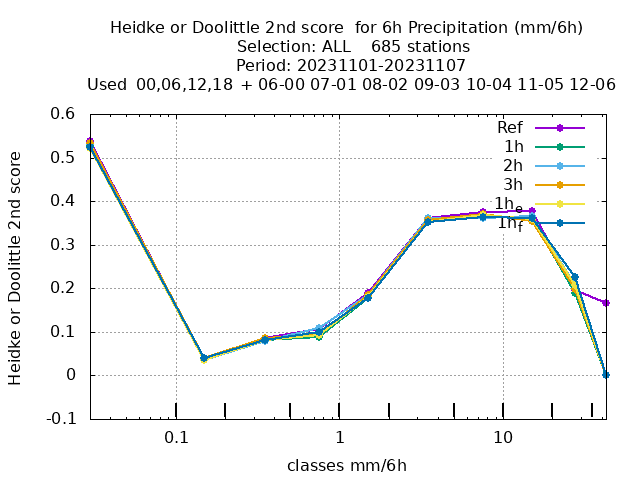 Heidke or Doolittle 2nd score  for 6h Precipitation (mm/6h)
Selection: ALL    685 stations
Period: 20231101-20231107
Used  00,06,12,18  + 06-00 07-01 08-02 09-03 10-04 11-05 12-06
Heidke or Doolittle 2nd score
0.6
0.5
0.4
0.3
0.2
0.1
0
-0.1
Ref
1h
2h
3h
1h_e
1h_f
0.1
1
10
classes mm/6h